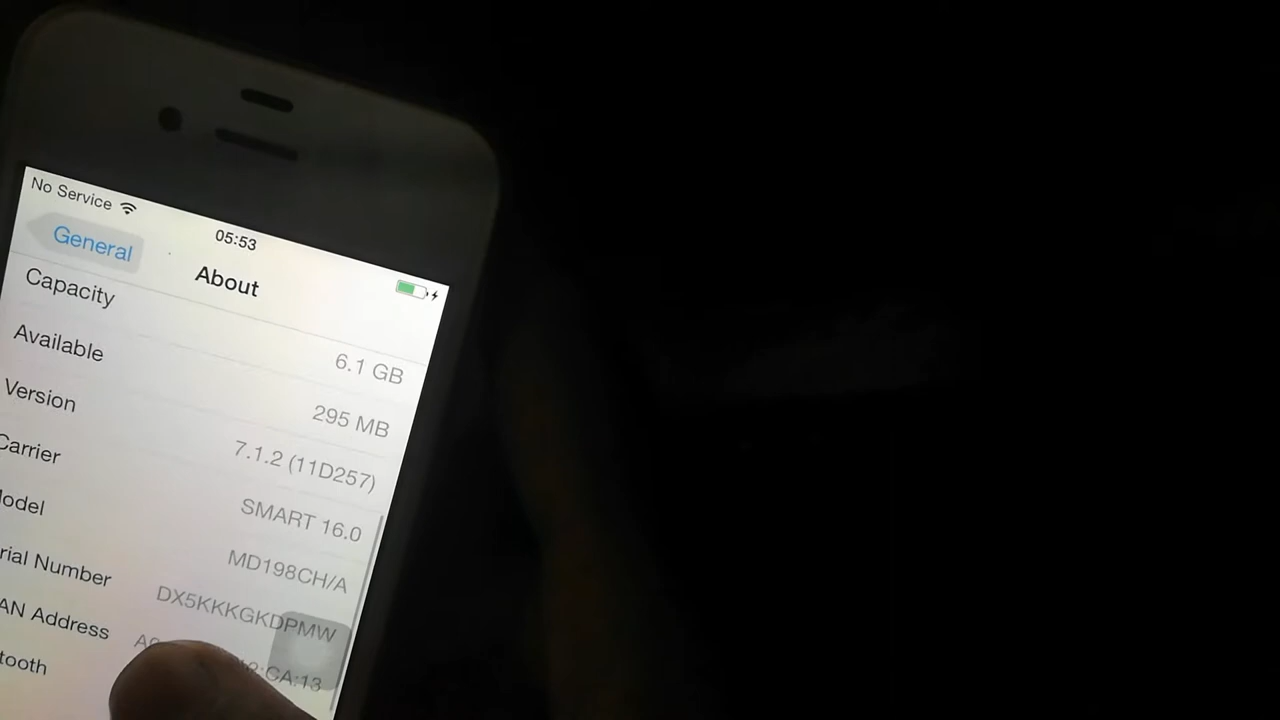 No Service 05:53
General About
Capacity 6.1 GB
Available 295 MB
Version 7.1.2 (11D257)
Carrier SMART 16.0
odel MD198CH/A
rial Number DX5KKKGKDPMW
AN Address :CA:13
tooth